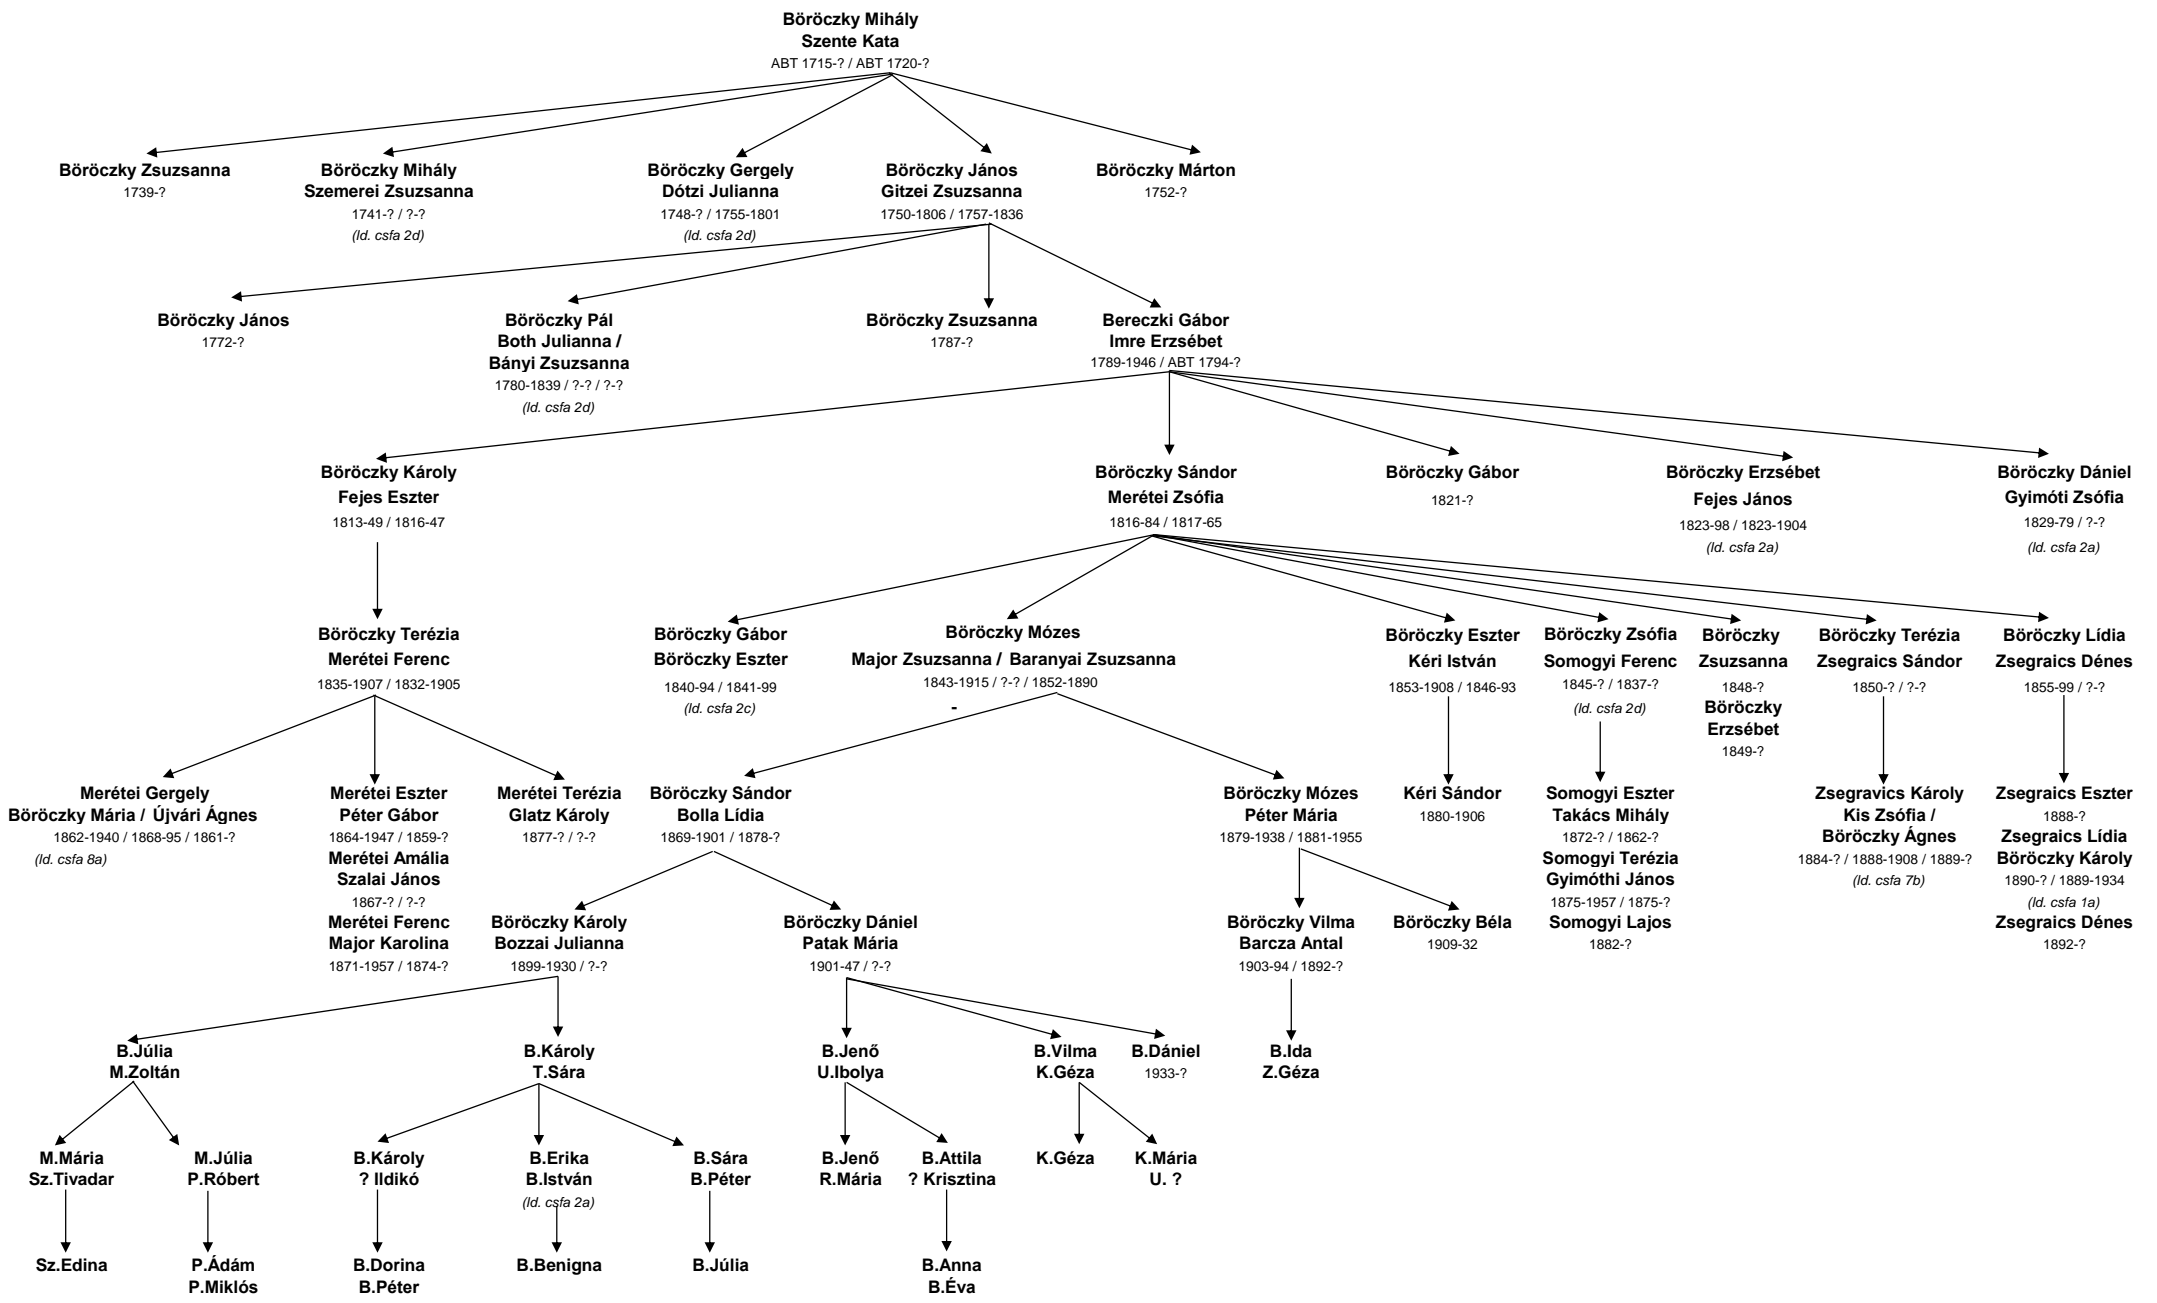 Böröczky Mihály
Szente Kata
ABT 1715-? / ABT 1720-?
Böröczky Zsuzsanna
1739-?
Böröczky Mihály
Szemerei Zsuzsanna
1741-? / ?-?
(ld. csfa 2d)
Böröczky Gergely
Dótzi Julianna
1748-? / 1755-1801
(ld. csfa 2d)
Böröczky János
Gitzei Zsuzsanna
1750-1806 / 1757-1836
Böröczky Márton
1752-?
Böröczky János
1772-?
Böröczky Pál
Both Julianna /
Bányi Zsuzsanna
1780-1839 / ?-? / ?-?
(ld. csfa 2d)
Böröczky Zsuzsanna
1787-?
Bereczki Gábor
Imre Erzsébet
1789-1946 / ABT 1794-?
Böröczky Károly
Fejes Eszter
1813-49 / 1816-47
Böröczky Sándor
Merétei Zsófia
1816-84 / 1817-65
Böröczky Gábor
1821-?
Böröczky Erzsébet
Fejes János
1823-98 / 1823-1904
(ld. csfa 2a)
Böröczky Dániel
Gyimóti Zsófia
1829-79 / ?-?
(ld. csfa 2a)
Böröczky Terézia
Merétei Ferenc
1835-1907 / 1832-1905
Böröczky Gábor
Böröczky Eszter
1840-94 / 1841-99
(ld. csfa 2c)
Böröczky Mózes
Major Zsuzsanna / Baranyai Zsuzsanna
1843-1915 / ?-? / 1852-1890
-
Böröczky Eszter
Kéri István
1853-1908 / 1846-93
Böröczky Zsófia
Somogyi Ferenc
1845-? / 1837-?
(ld. csfa 2d)
Böröczky
Zsuzsanna
1848-?
Böröczky
Erzsébet
1849-?
Böröczky Terézia
Zsegraics Sándor
1850-? / ?-?
Böröczky Lídia
Zsegraics Dénes
1855-99 / ?-?
Merétei Gergely
Böröczky Mária / Újvári Ágnes
1862-1940 / 1868-95 / 1861-?
(ld. csfa 8a)
Merétei Eszter
Péter Gábor
1864-1947 / 1859-?
Merétei Amália
Szalai János
1867-? / ?-?
Merétei Ferenc
Major Karolina
1871-1957 / 1874-?
Merétei Terézia
Glatz Károly
1877-? / ?-?
Böröczky Sándor
Bolla Lídia
1869-1901 / 1878-?
Böröczky Mózes
Péter Mária
1879-1938 / 1881-1955
Kéri Sándor
1880-1906
Somogyi Eszter
Takács Mihály
1872-? / 1862-?
Somogyi Terézia
Gyimóthi János
1875-1957 / 1875-?
Somogyi Lajos
1882-?
Zsegravics Károly
Kis Zsófia /
Böröczky Ágnes
1884-? / 1888-1908 / 1889-?
(ld. csfa 7b)
Zsegraics Eszter
1888-?
Zsegraics Lídia
Böröczky Károly
1890-? / 1889-1934
(ld. csfa 1a)
Zsegraics Dénes
1892-?
Böröczky Károly
Bozzai Julianna
1899-1930 / ?-?
Böröczky Dániel
Patak Mária
1901-47 / ?-?
Böröczky Vilma
Barcza Antal
1903-94 / 1892-?
Böröczky Béla
1909-32
B.Júlia
M.Zoltán
B.Károly
T.Sára
B.Jenő
U.Ibolya
B.Vilma
K.Géza
B.Dániel
1933-?
B.Ida
Z.Géza
M.Mária
Sz.Tivadar
M.Júlia
P.Róbert
B.Károly
? Ildikó
B.Erika
B.István
(ld. csfa 2a)
B.Sára
B.Péter
B.Jenő
R.Mária
B.Attila
? Krisztina
K.Géza
K.Mária
U. ?
Sz.Edina
P.Ádám
P.Miklós
B.Dorina
B.Péter
B.Benigna
B.Júlia
B.Anna
B.Éva